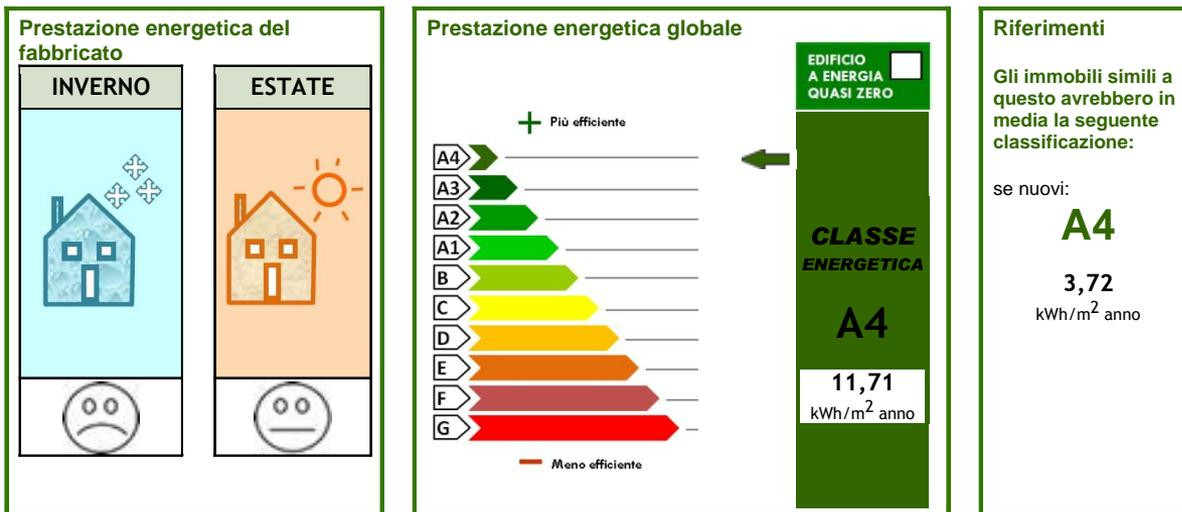 Prestazione energetica del
fabbricato
INVERNO
ESTATE
Prestazione energetica globale
EDIFICIO
A ENERGIA
QUASI ZERO
Più efficiente
A4
A3
A2
A1
B
C
D
E
F
G
Meno efficiente
CLASSE
ENERGETICA
A4
11,71
kWh/m² anno
Riferimenti
Gli immobili simili a
questo avrebbero in
media la seguente
classificazione:
se nuovi:
A4
3,72
kWh/m² anno